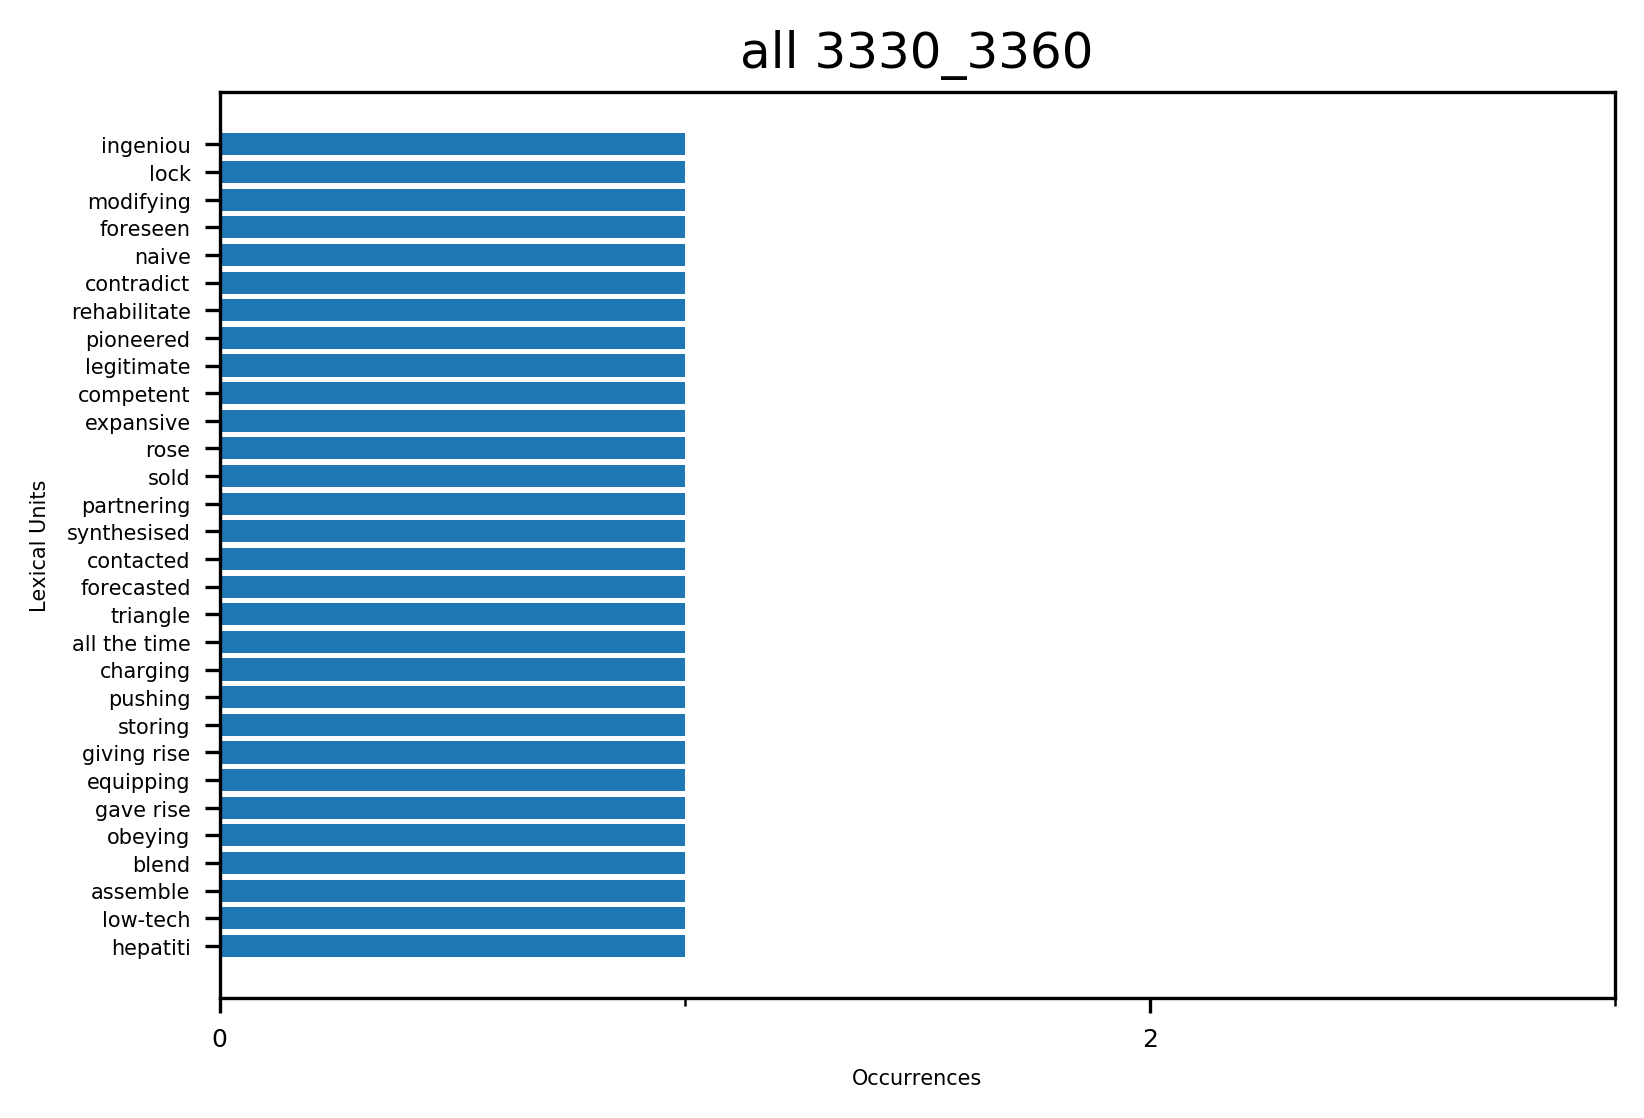 all 3330_3360
ingeniou
lock
modifying
foreseen
naive
contradict
rehabilitate
pioneered
legitimate
competent
expansive
rose
sold
partnering
synthesised
contacted
forecasted
triangle
all the time
charging
pushing
storing
giving rise
equipping
gave rise
obeying
blend
assemble
low-tech
hepatiti
Lexical Units
0
2
Occurrences